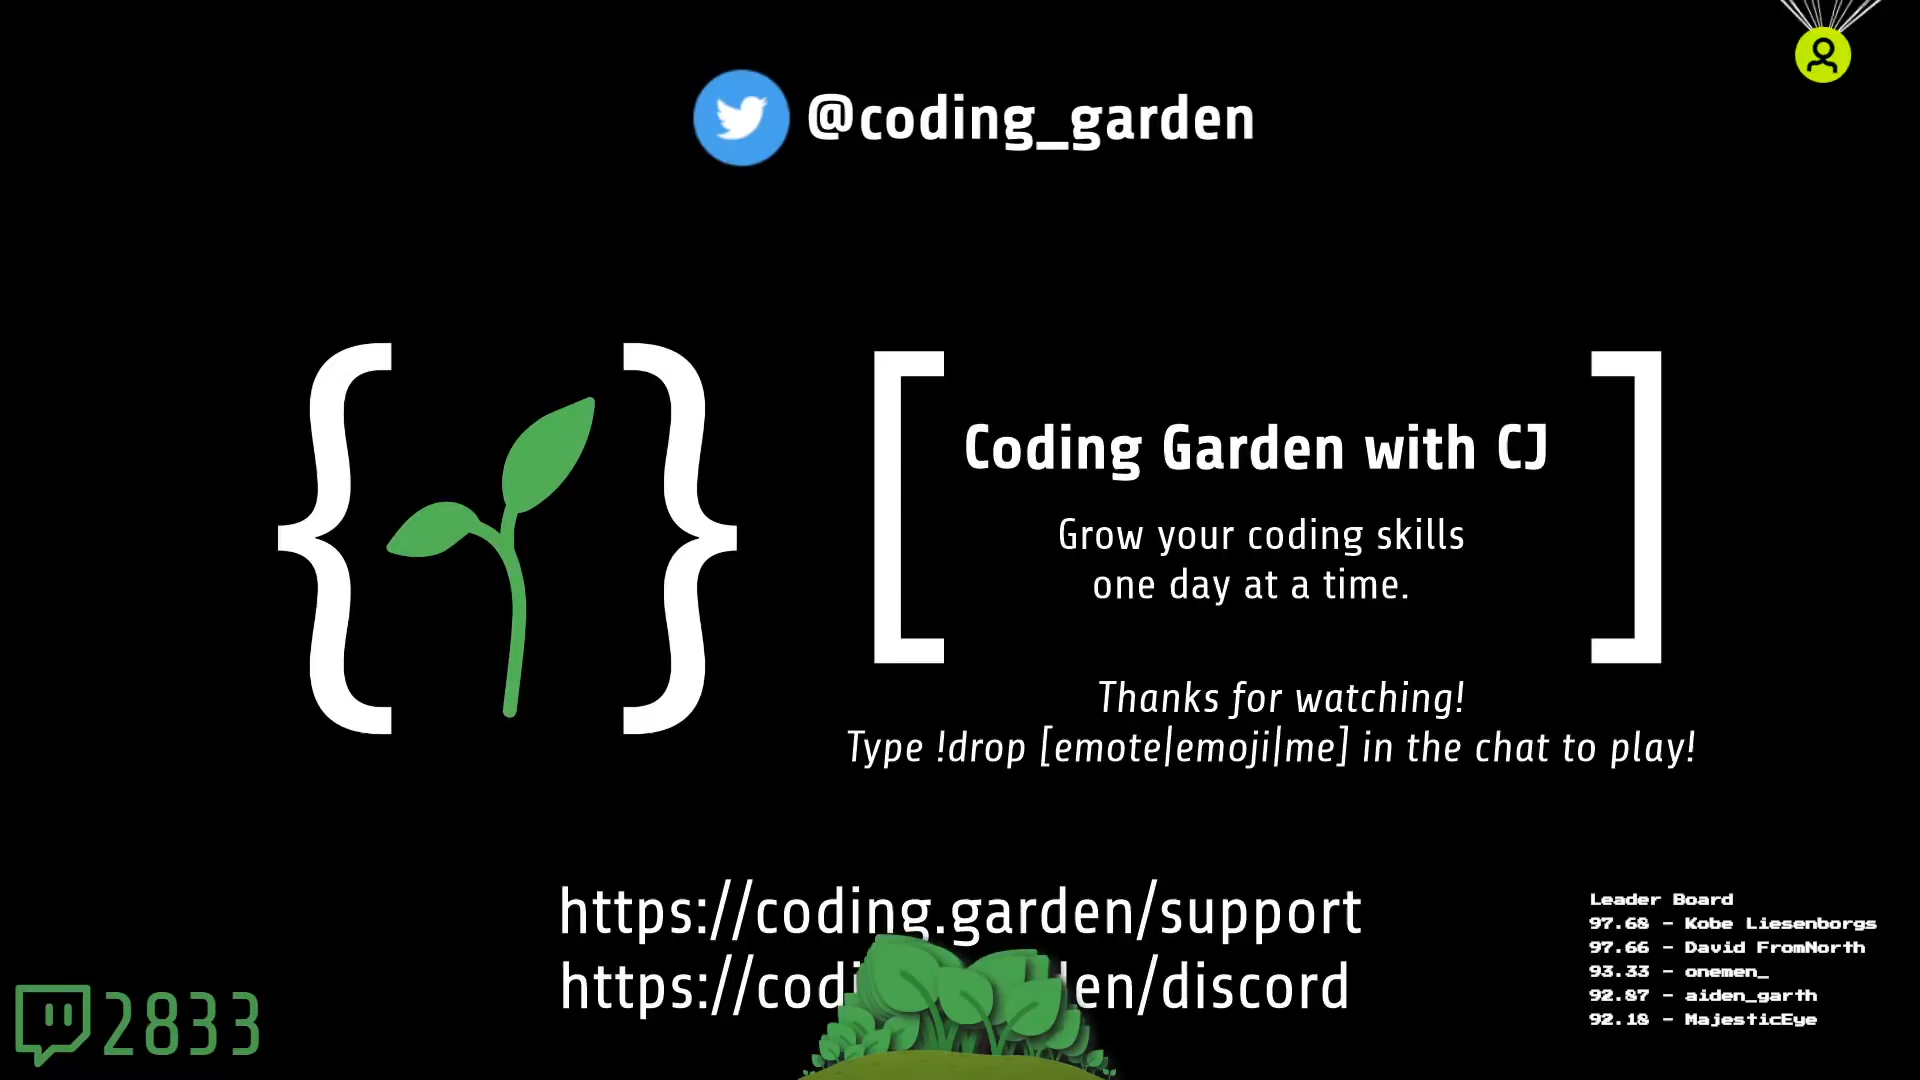 @coding_garden
Coding Garden with CJ
Grow your coding skills
one day at a time.
Thanks for watching!
Type !drop [emote|emoji|me] in the chat to play!
https://coding.garden/support
https://codi en/discord
Leader Board
97.68 - Kobe Liesenborgs
97.66 - David FromNorth
93.33 - onemen_
92.87 - aiden_garth
92.18 - MajesticEye
2833